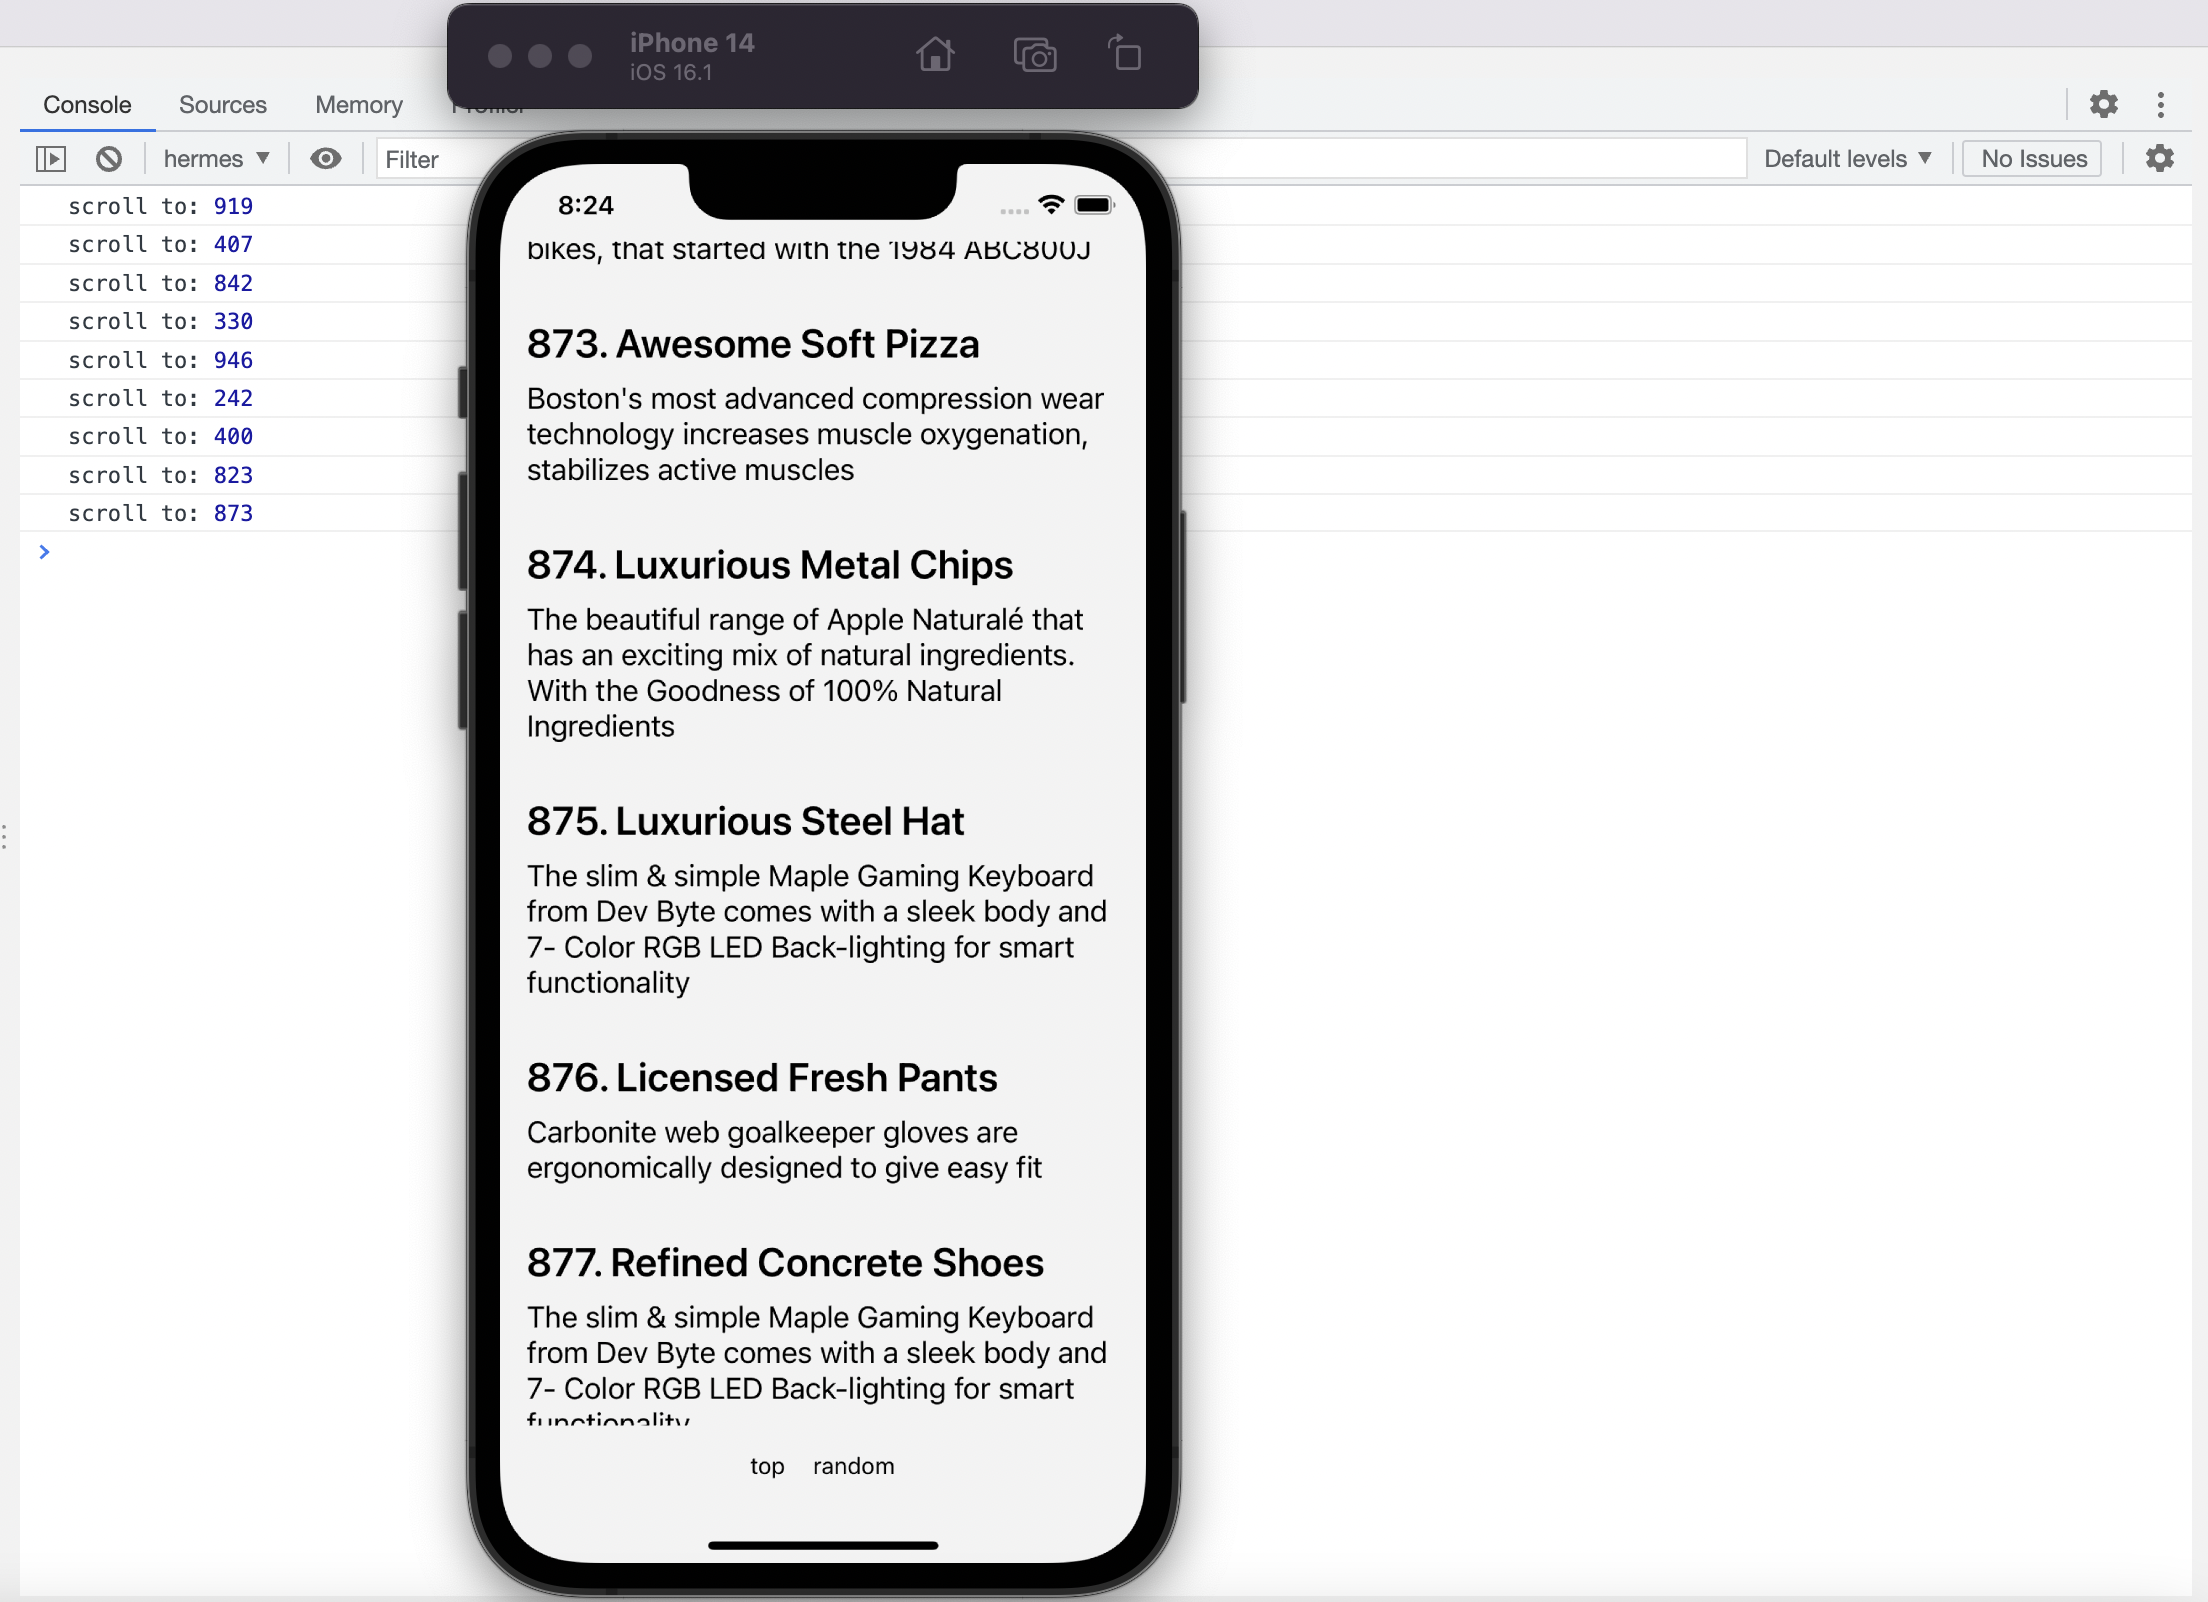 iPhone 14
iOS 16.1
Console Sources Memory Profiler
hermes ▼ Filter Default levels ▼ No Issues
scroll to: 919
scroll to: 407
scroll to: 842
scroll to: 330
scroll to: 946
scroll to: 242
scroll to: 400
scroll to: 823
scroll to: 873
>
8:24
bikes, that started with the 1984 ABC800J
873. Awesome Soft Pizza
Boston's most advanced compression wear
technology increases muscle oxygenation,
stabilizes active muscles
874. Luxurious Metal Chips
The beautiful range of Apple Naturalé that
has an exciting mix of natural ingredients.
With the Goodness of 100% Natural
Ingredients
875. Luxurious Steel Hat
The slim & simple Maple Gaming Keyboard
from Dev Byte comes with a sleek body and
7- Color RGB LED Back-lighting for smart
functionality
876. Licensed Fresh Pants
Carbonite web goalkeeper gloves are
ergonomically designed to give easy fit
877. Refined Concrete Shoes
The slim & simple Maple Gaming Keyboard
from Dev Byte comes with a sleek body and
7- Color RGB LED Back-lighting for smart
functionality
top random